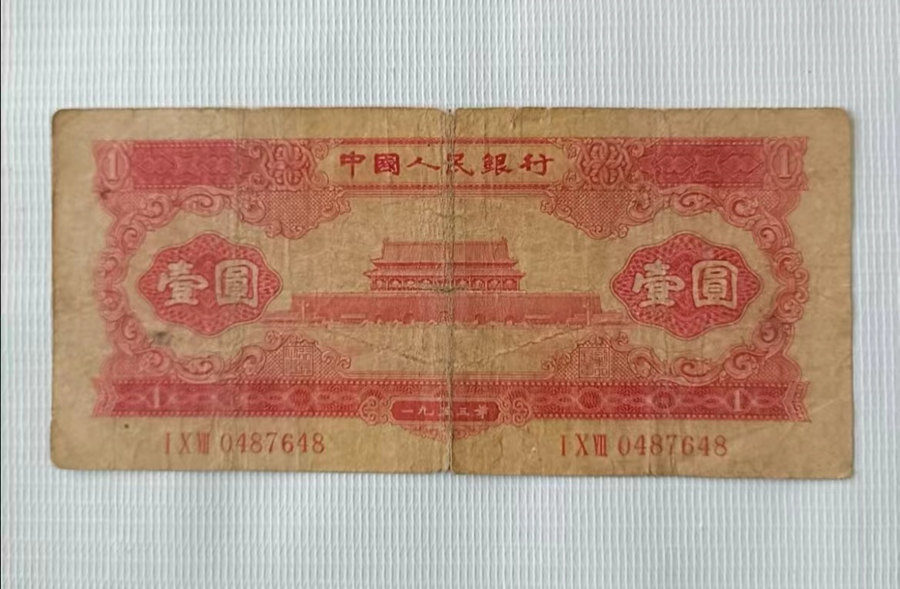 1 中國人民銀行 1
壹圓 壹圓
1 一九五三年 1
I X VIII 0487648 I X VIII 0487648